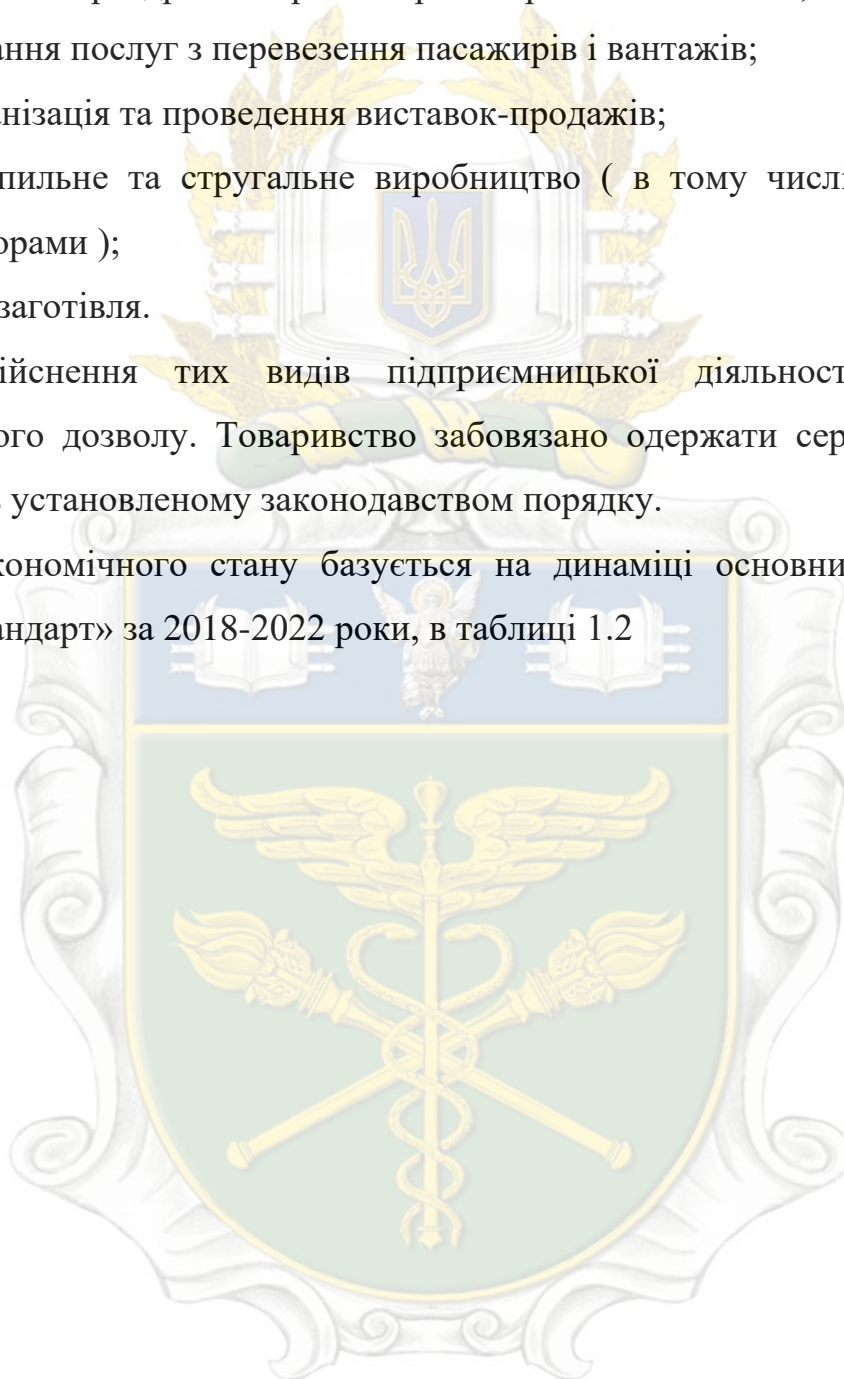 ання послуг з перевезення пасажирів і вантажів;
анізація та проведення виставок-продажів;
пильне та стругальне виробництво ( в тому числі
орами );
заготівля.
ійснення тих видів підприємницької діяльност
ого дозволу. Товариство забовязано одержати сер
установленому законодавством порядку.
кономічного стану базується на динаміці основни
андарт» за 2018-2022 роки, в таблиці 1.2